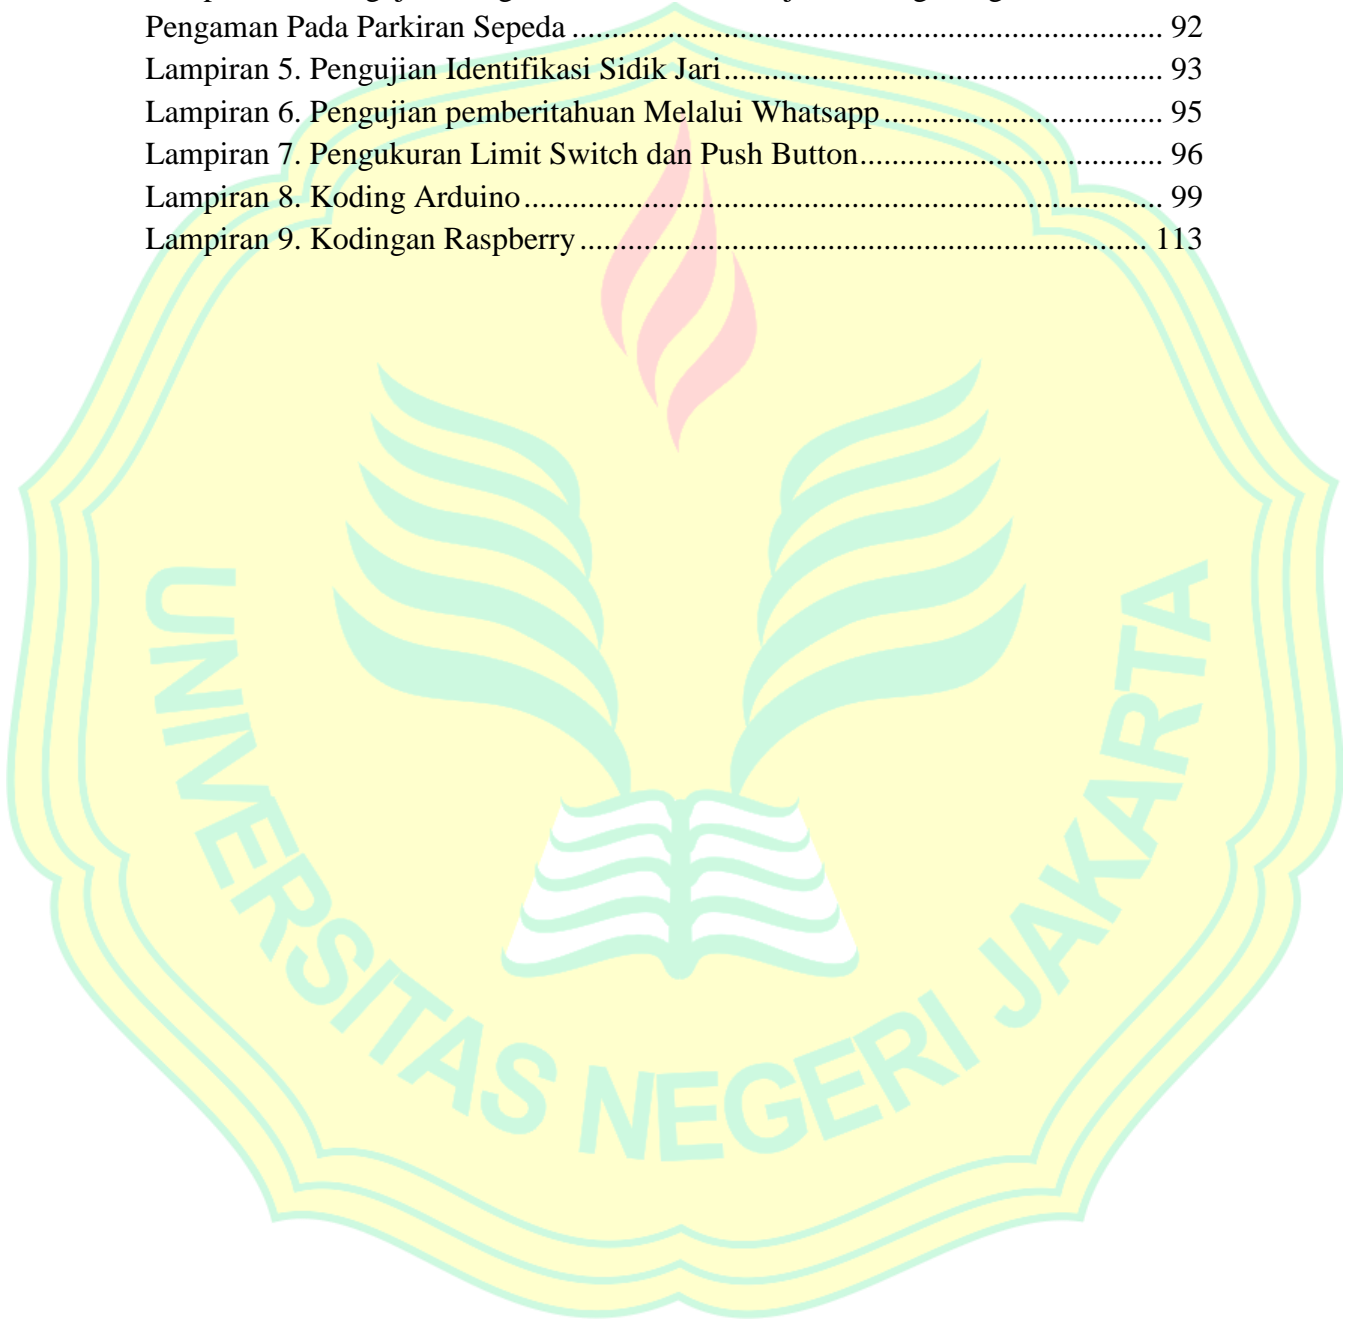 Pengaman Pada Parkiran Sepeda .......................................................................... 92
Lampiran 5. Pengujian Identifikasi Sidik Jari....................................................... 93
Lampiran 6. Pengujian pemberitahuan Melalui Whatsapp ................................... 95
Lampiran 7. Pengukuran Limit Switch dan Push Button...................................... 96
Lampiran 8. Koding Arduino................................................................................ 99
Lampiran 9. Kodingan Raspberry ....................................................................... 113
UNIVERSITAS NEGERI JAKARTA